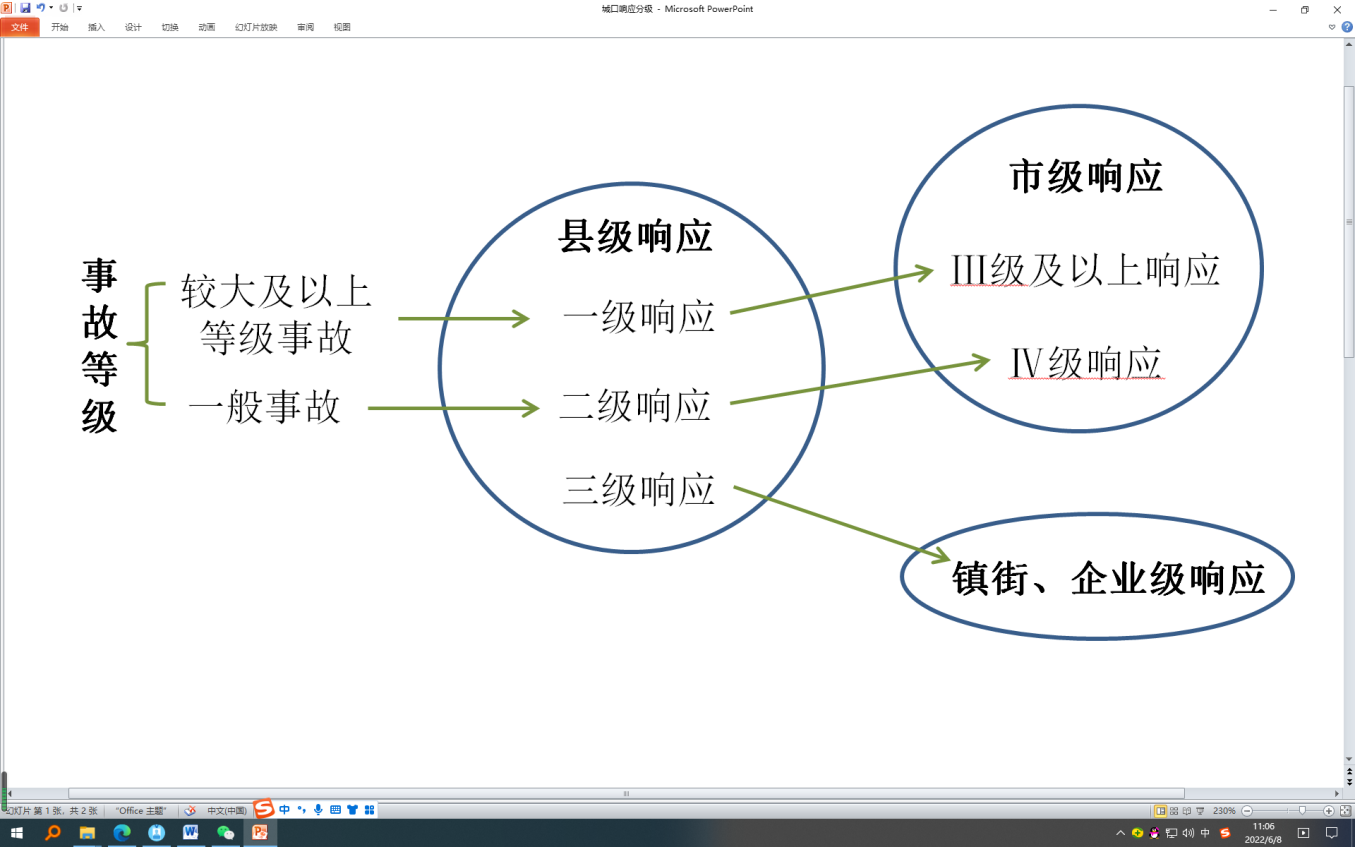 城口响应分级 - Microsoft PowerPoint
文件 开始 插入 设计 切换 动画 幻灯片放映 审阅 视图
事故等级
较大及以上
等级事故
一般事故
县级响应
一级响应
二级响应
三级响应
市级响应
Ⅲ级及以上响应
Ⅳ级响应
镇街、企业级响应
幻灯片 第 1 张，共 2 张 "Office 主题" 中文(中国) 中 230%
中
11:06
2022/6/8